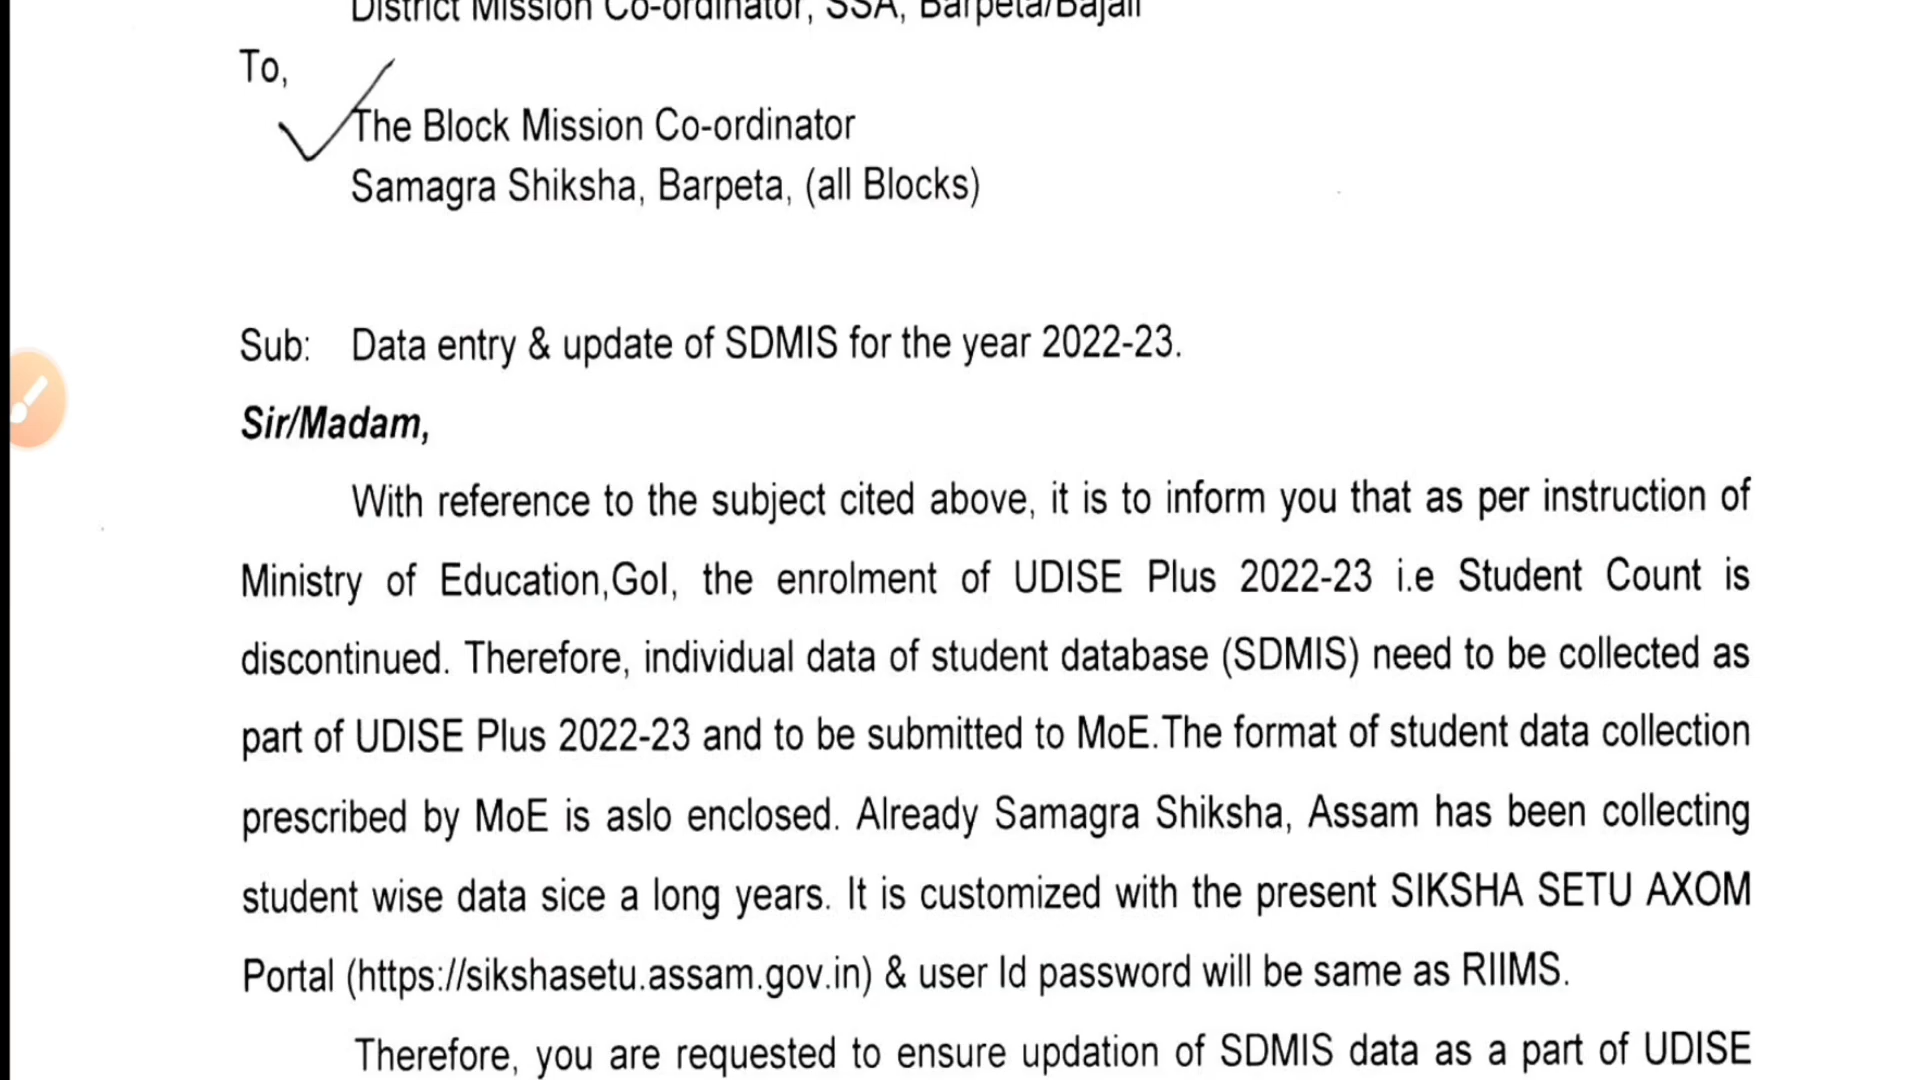 District Mission Co-ordinator, SSA, Barpeta/Bajali
To,
The Block Mission Co-ordinator
Samagra Shiksha, Barpeta, (all Blocks)
Sub: Data entry & update of SDMIS for the year 2022-23.
Sir/Madam,
With reference to the subject cited above, it is to inform you that as per instruction of
Ministry of Education,GoI, the enrolment of UDISE Plus 2022-23 i.e Student Count is
discontinued. Therefore, individual data of student database (SDMIS) need to be collected as
part of UDISE Plus 2022-23 and to be submitted to MoE.The format of student data collection
prescribed by MoE is aslo enclosed. Already Samagra Shiksha, Assam has been collecting
student wise data sice a long years. It is customized with the present SIKSHA SETU AXOM
Portal (https://sikshasetu.assam.gov.in) & user Id password will be same as RIIMS.
Therefore, you are requested to ensure updation of SDMIS data as a part of UDISE